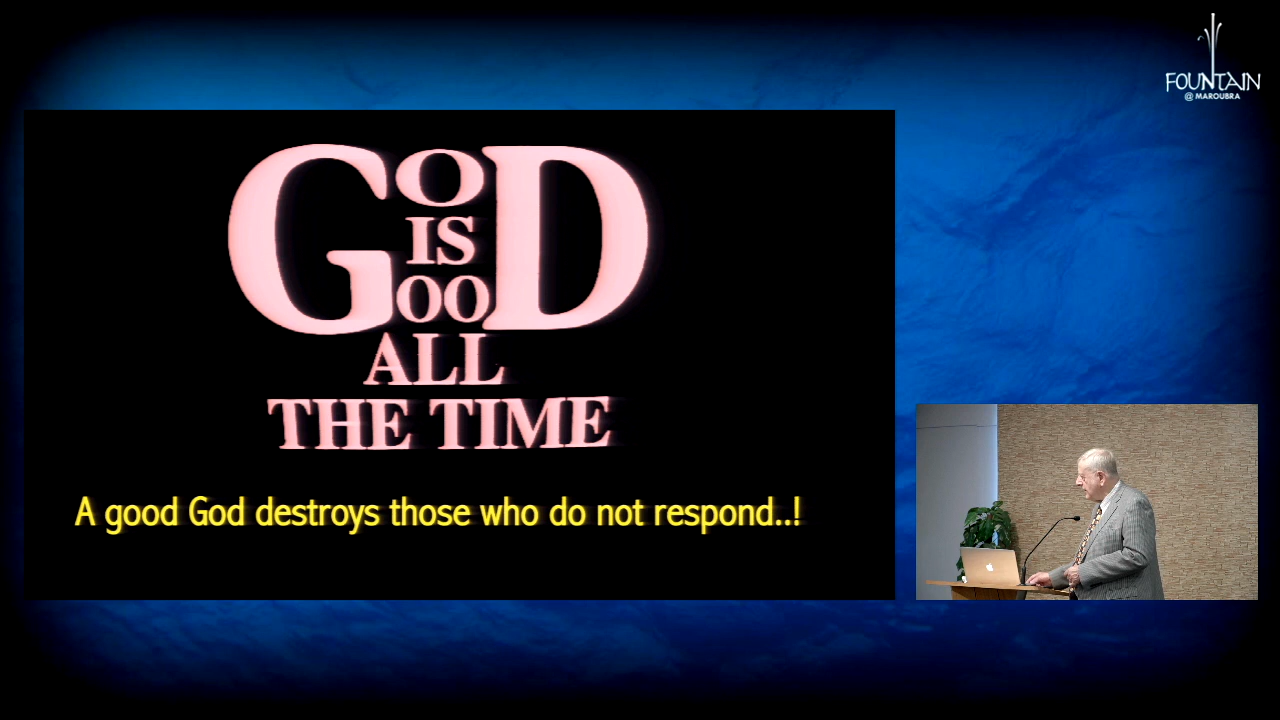 FOUNTAIN
@ MAROUBRA
GOD
IS
GOOD
ALL
THE TIME
A good God destroys those who do not respond..!